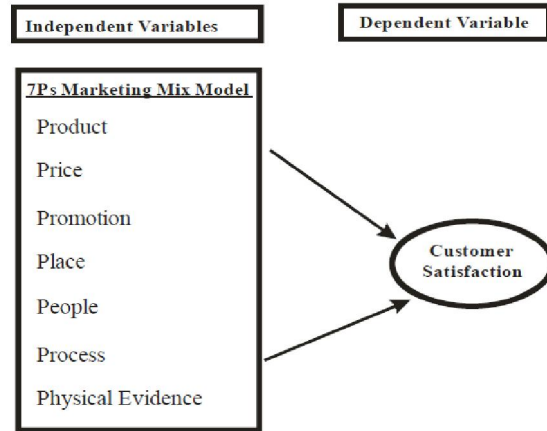 Independent Variables
Dependent Variable
7Ps Marketing Mix Model
Product
Price
Promotion
Place
People
Process
Physical Evidence
Customer
Satisfaction